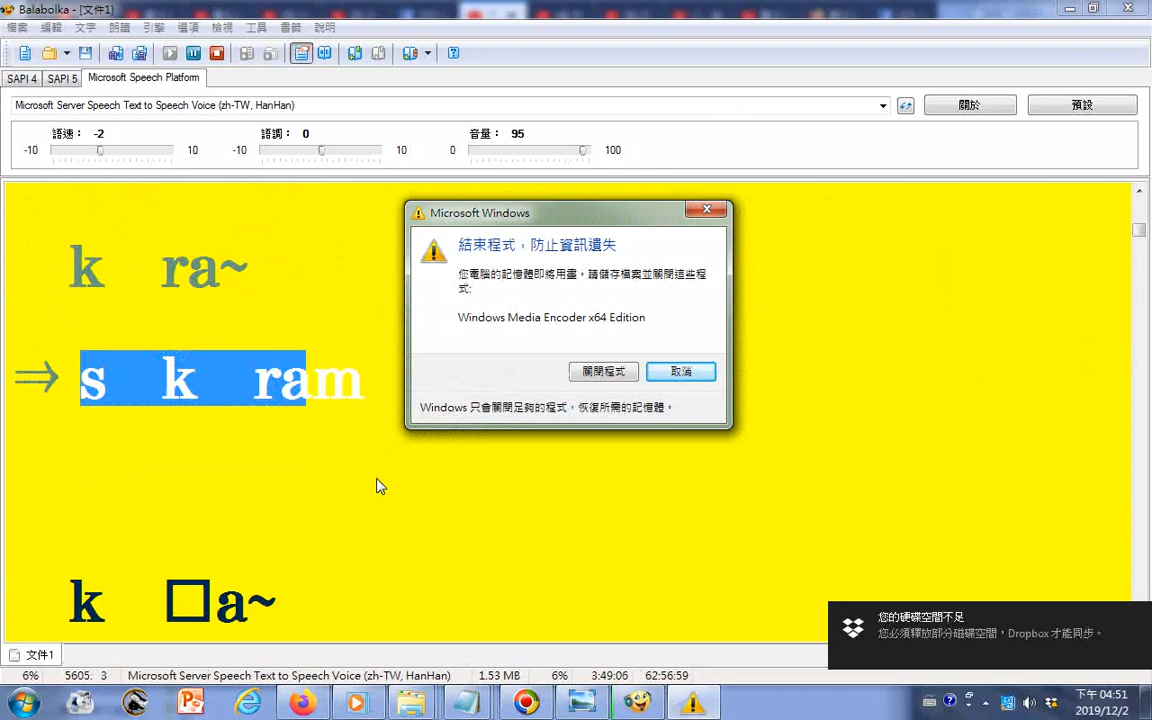 Balabolka - [文件1]
檔案 編輯 文字 朗讀 引擎 選項 檢視 工具 書籤 說明
SAPI 4 SAPI 5 Microsoft Speech Platform
Microsoft Server Speech Text to Speech Voice (zh-TW, HanHan) 關於 預設
語速： -2 語調： 0 音量： 95
-10 10 -10 10 0 100
k ra~
⇒ s k ram
k □a~
Microsoft Windows
結束程式，防止資訊遺失
您電腦的記憶體即將用盡。請儲存檔案並關閉這些程
式:
Windows Media Encoder x64 Edition
關閉程式 取消
Windows 只會關閉足夠的程式，恢復所需的記憶體。
您的硬碟空間不足
您必須釋放部分磁碟空間，Dropbox 才能同步。
文件1
6% 5605: 3 Microsoft Server Speech Text to Speech Voice (zh-TW, HanHan) 1.53 MB 6% 3:49:06 62:56:59
下午 04:51
2019/12/2